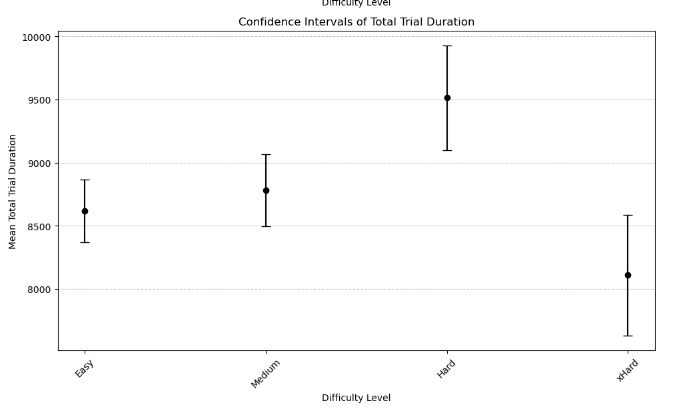 Difficulty Level
Confidence Intervals of Total Trial Duration
10000
9500
9000
8500
8000
Mean Total Trial Duration
Easy
Medium
Hard
xHard
Difficulty Level